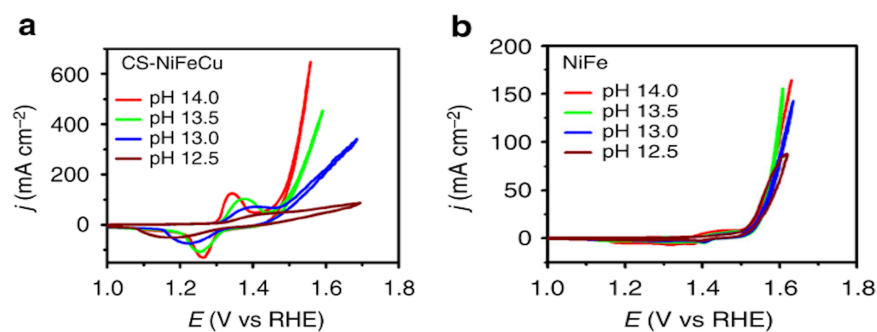 a
CS-NiFeCu
pH 14.0
pH 13.5
pH 13.0
pH 12.5
600
400
200
0
j (mA cm⁻²)
1.0 1.2 1.4 1.6 1.8
E (V vs RHE)
b
NiFe
pH 14.0
pH 13.5
pH 13.0
pH 12.5
200
150
100
50
0
j (mA cm⁻²)
1.0 1.2 1.4 1.6 1.8
E (V vs RHE)